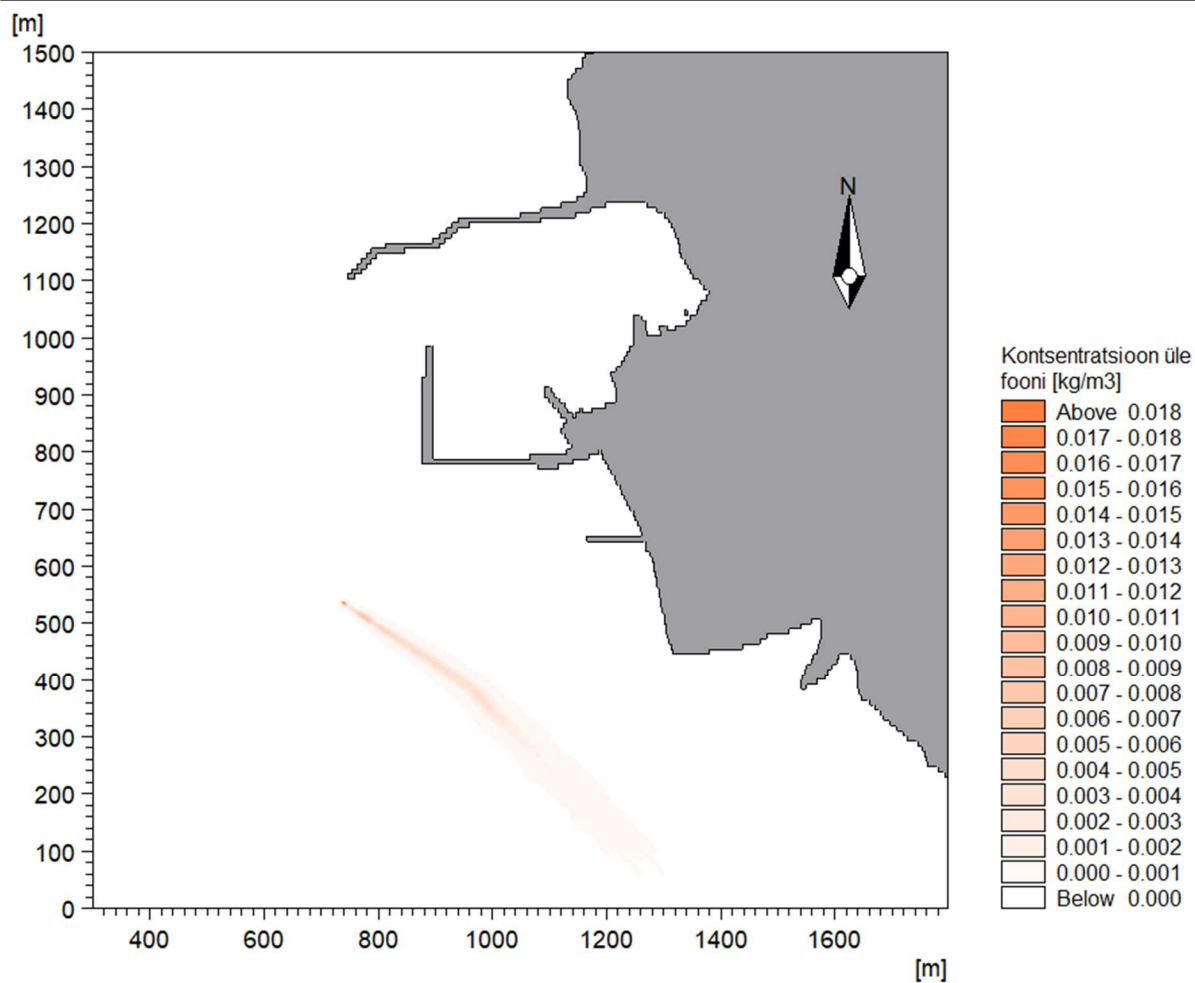 [m]
1500
1400
1300
1200
1100
1000
900
800
700
600
500
400
300
200
100
0
400 600 800 1000 1200 1400 1600
[m]
N
Kontsentratsioon üle
fooni [kg/m3]
Above 0.018
0.017 - 0.018
0.016 - 0.017
0.015 - 0.016
0.014 - 0.015
0.013 - 0.014
0.012 - 0.013
0.011 - 0.012
0.010 - 0.011
0.009 - 0.010
0.008 - 0.009
0.007 - 0.008
0.006 - 0.007
0.005 - 0.006
0.004 - 0.005
0.003 - 0.004
0.002 - 0.003
0.001 - 0.002
0.000 - 0.001
Below 0.000